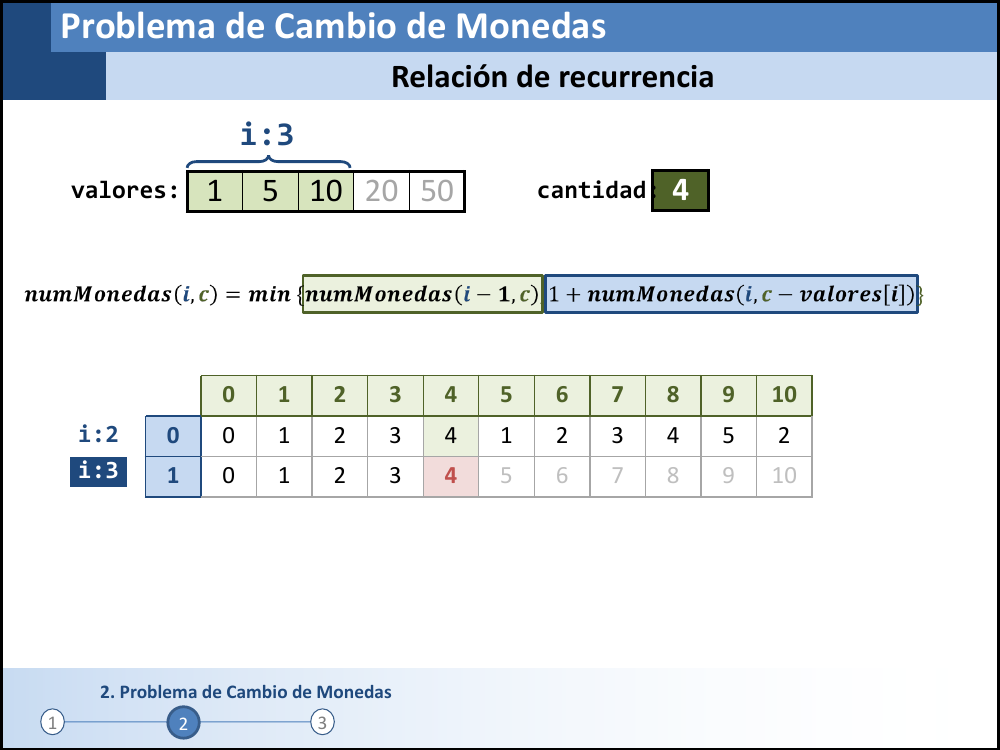 Problema de Cambio de Monedas
Relación de recurrencia
i:3
valores: 1 5 10 20 50 cantidad: 4
numMonedas(i,c) = min {numMonedas(i − 1,c), 1 + numMonedas(i,c − valores[i])}
0 1 2 3 4 5 6 7 8 9 10
i:2 0 0 1 2 3 4 1 2 3 4 5 2
i:3 1 0 1 2 3 4 5 6 7 8 9 10
2. Problema de Cambio de Monedas
1 2 3